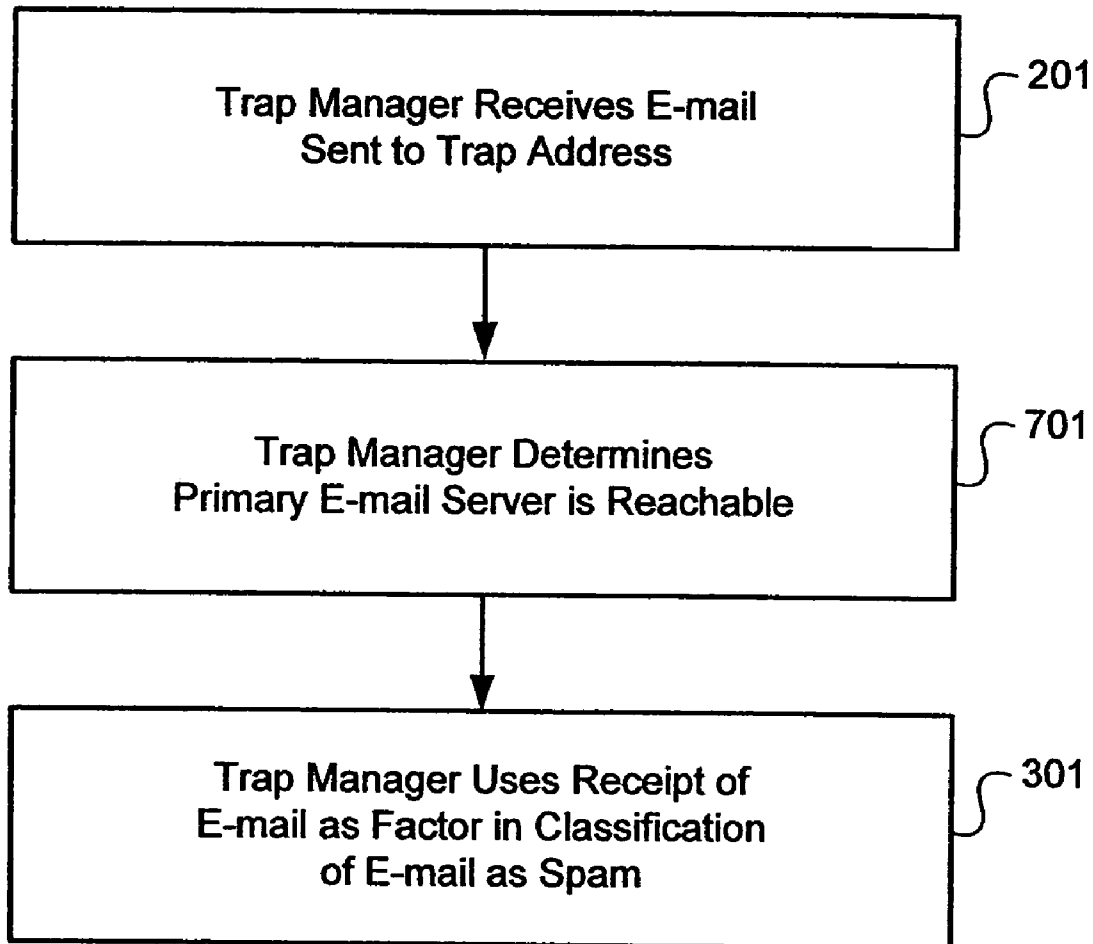 Trap Manager Receives E-mail
Sent to Trap Address
201
Trap Manager Determines
Primary E-mail Server is Reachable
701
Trap Manager Uses Receipt of
E-mail as Factor in Classification
of E-mail as Spam
301